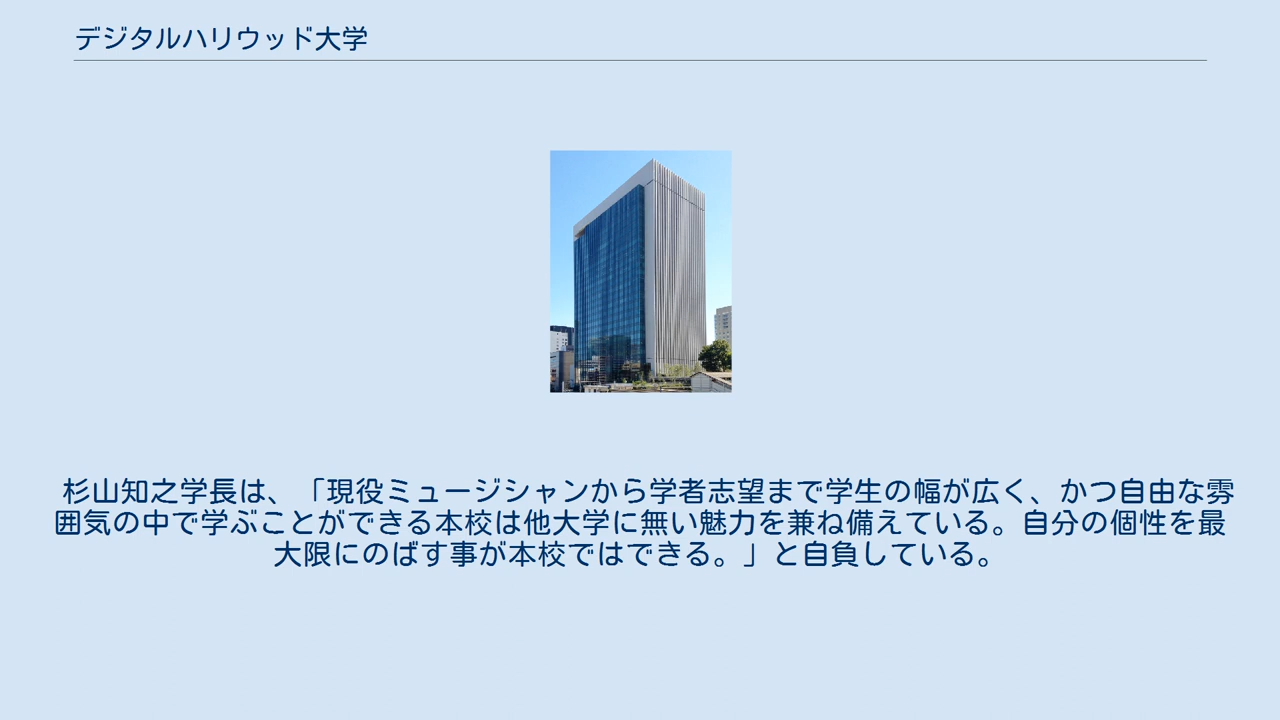 デジタルハリウッド大学
杉山知之学長は、「現役ミュージシャンから学者志望まで学生の幅が広く、かつ自由な雰
囲気の中で学ぶことができる本校は他大学に無い魅力を兼ね備えている。自分の個性を最
大限にのばす事が本校ではできる。」と自負している。